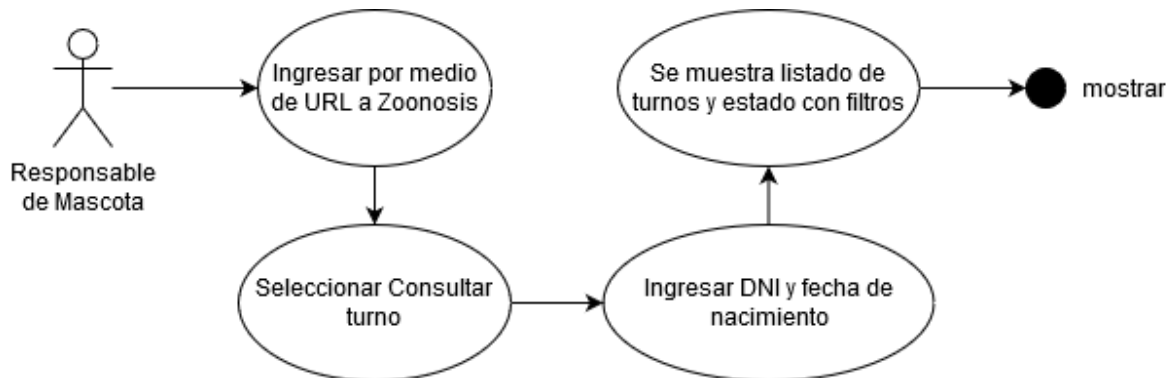 Responsable
de Mascota
Ingresar por medio
de URL a Zoonosis
Seleccionar Consultar
turno
Ingresar DNI y fecha de
nacimiento
Se muestra listado de
turnos y estado con filtros
mostrar